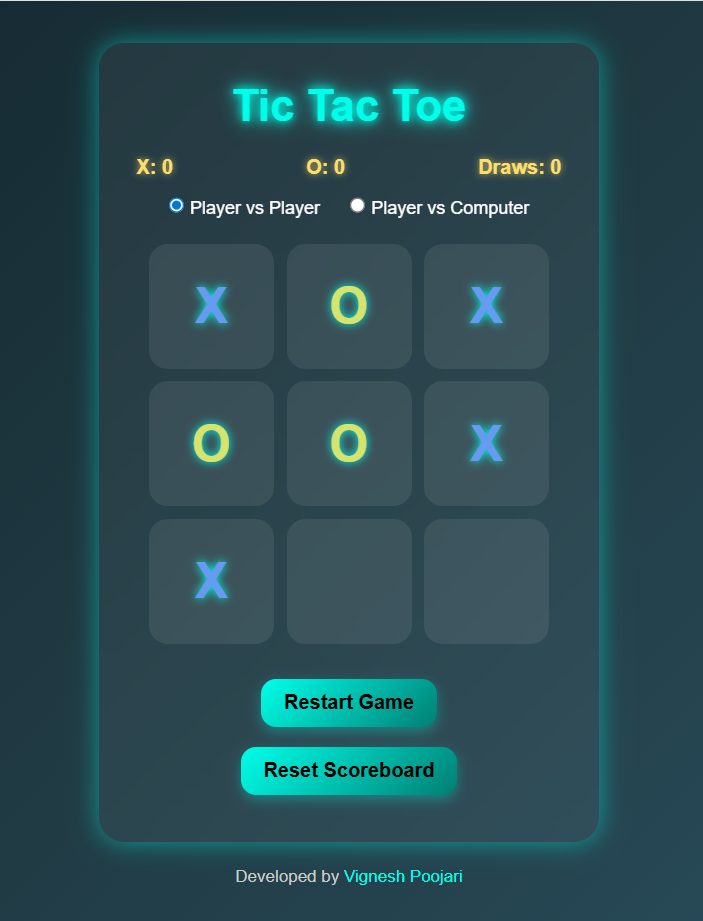 Tic Tac Toe
X: 0 O: 0 Draws: 0
Player vs Player Player vs Computer
X O X
O O X
X
Restart Game
Reset Scoreboard
Developed by Vignesh Poojari